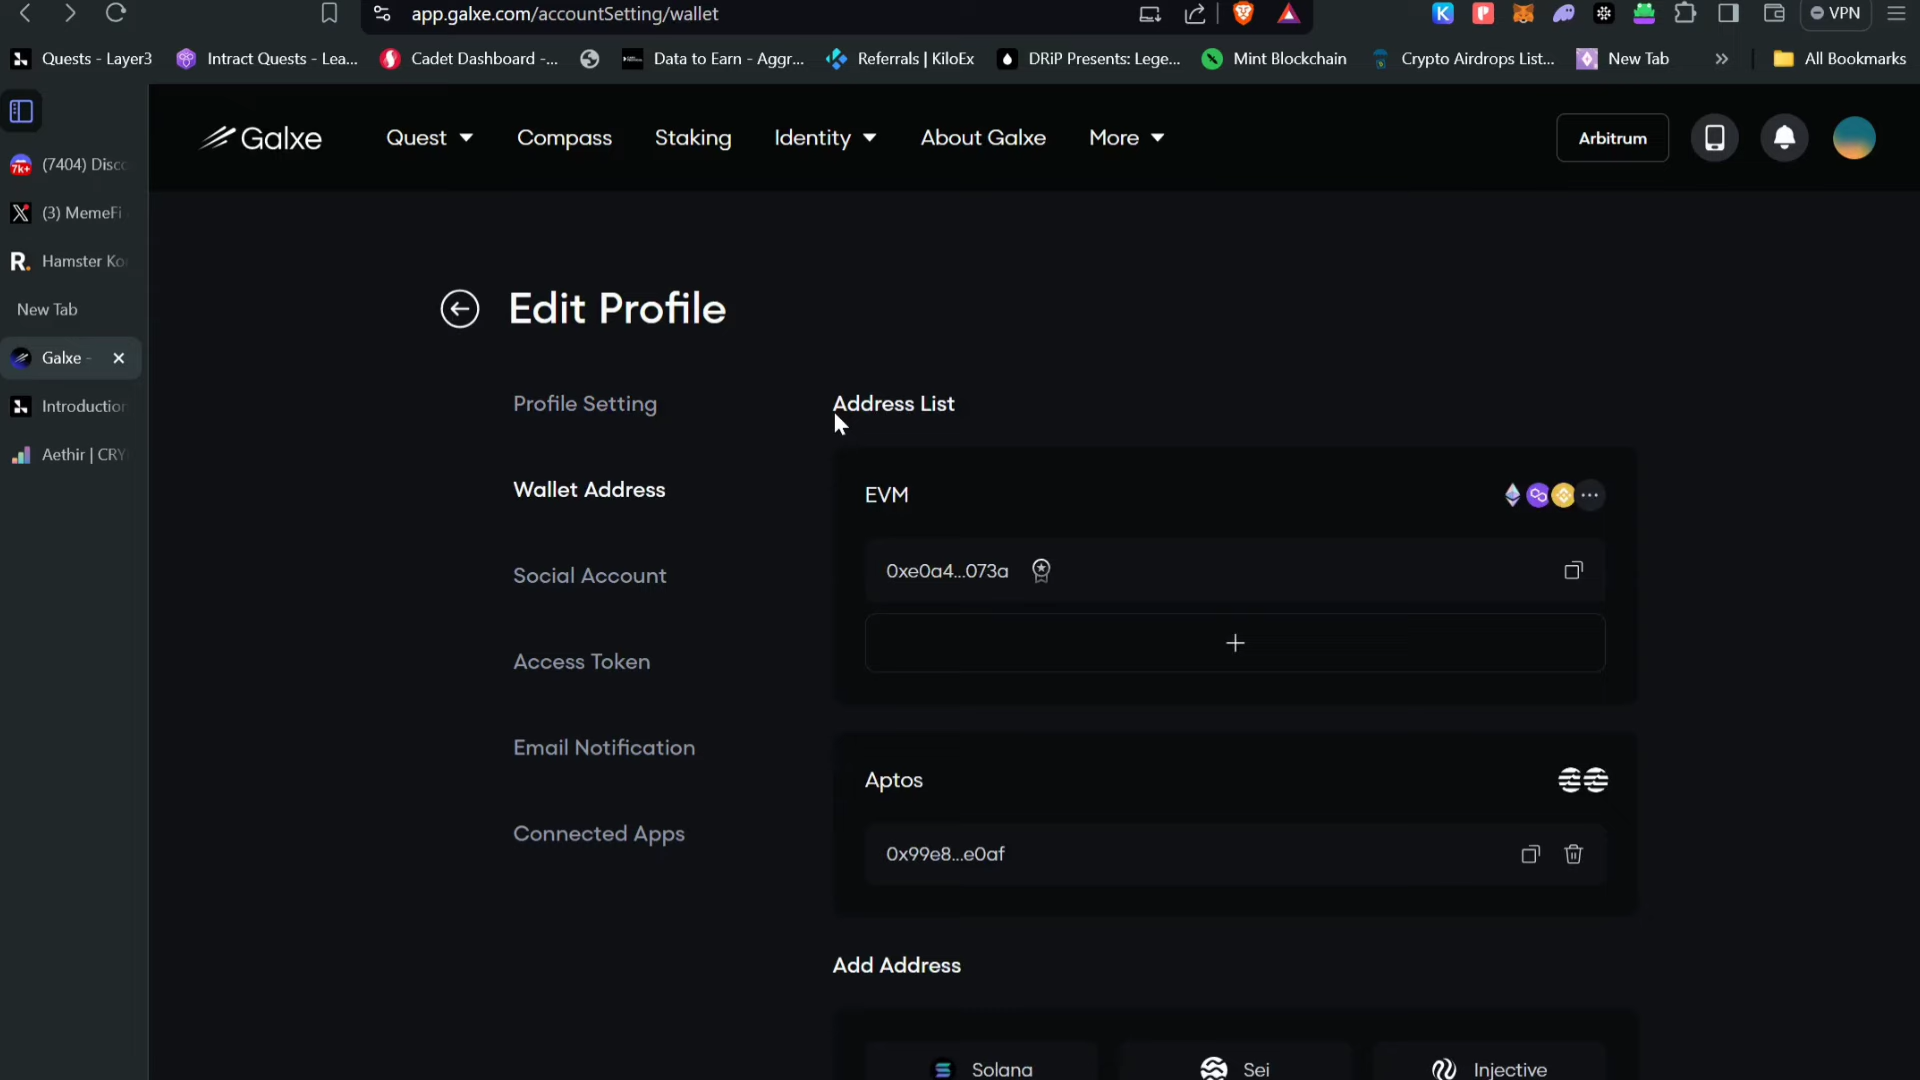 app.galxe.com/accountSetting/wallet
VPN
Quests - Layer3
Intract Quests - Lea...
Cadet Dashboard -...
Data to Earn - Aggr...
Referrals | KiloEx
DRiP Presents: Lege...
Mint Blockchain
Crypto Airdrops List...
New Tab
All Bookmarks
7k+
(7404) Disco
(3) MemeFi
Hamster Ko
New Tab
Galxe -
Introduction
Aethir | CRY
Galxe
Quest
Compass
Staking
Identity
About Galxe
More
Arbitrum
Edit Profile
Profile Setting
Wallet Address
Social Account
Access Token
Email Notification
Connected Apps
Address List
EVM
0xe0a4...073a
Aptos
0x99e8...e0af
Add Address
Solana
Sei
Injective